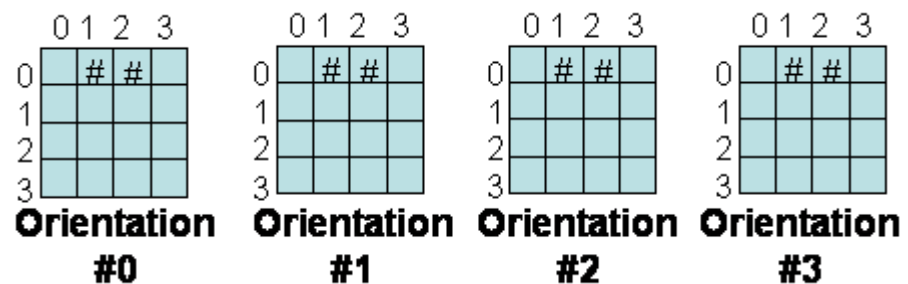 0 1 2 3 0 1 2 3 0 1 2 3 0 1 2 3
0 # # 0 # # 0 # # 0 # #
1 1 1 1
2 2 2 2
3 3 3 3
Orientation Orientation Orientation Orientation
#0 #1 #2 #3